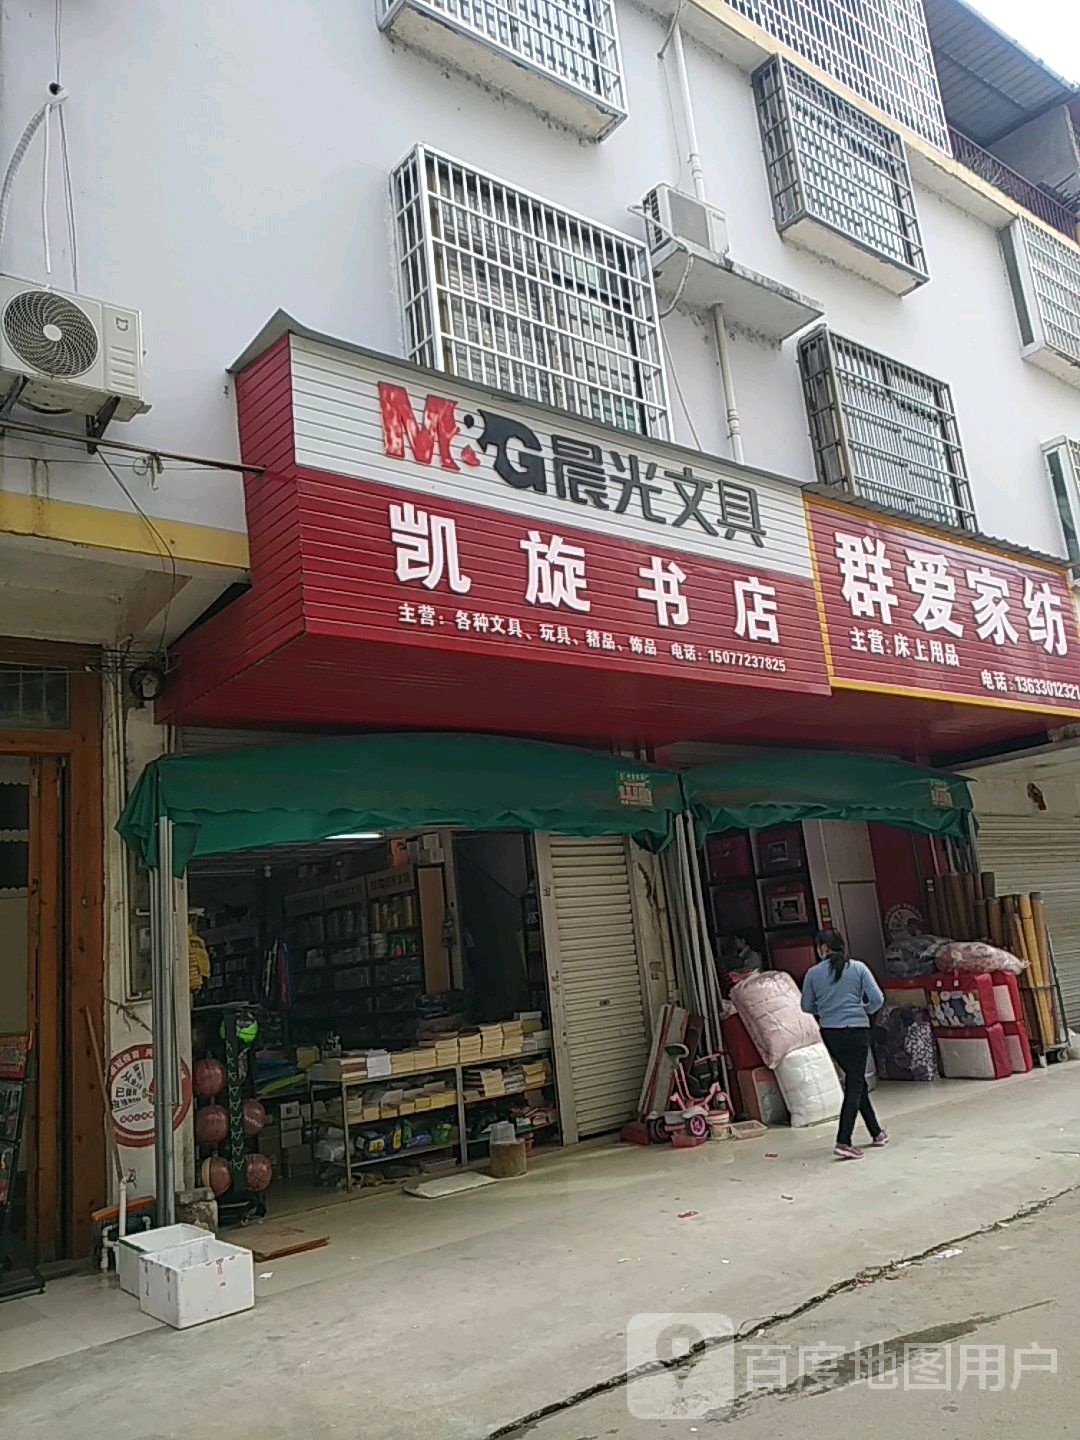 M&G晨光文具
凯旋书店
主营：各种文具、玩具、精品、饰品 电话：15077237825
群爱家纺
主营：床上用品
电话：13633012321
百度地图用户